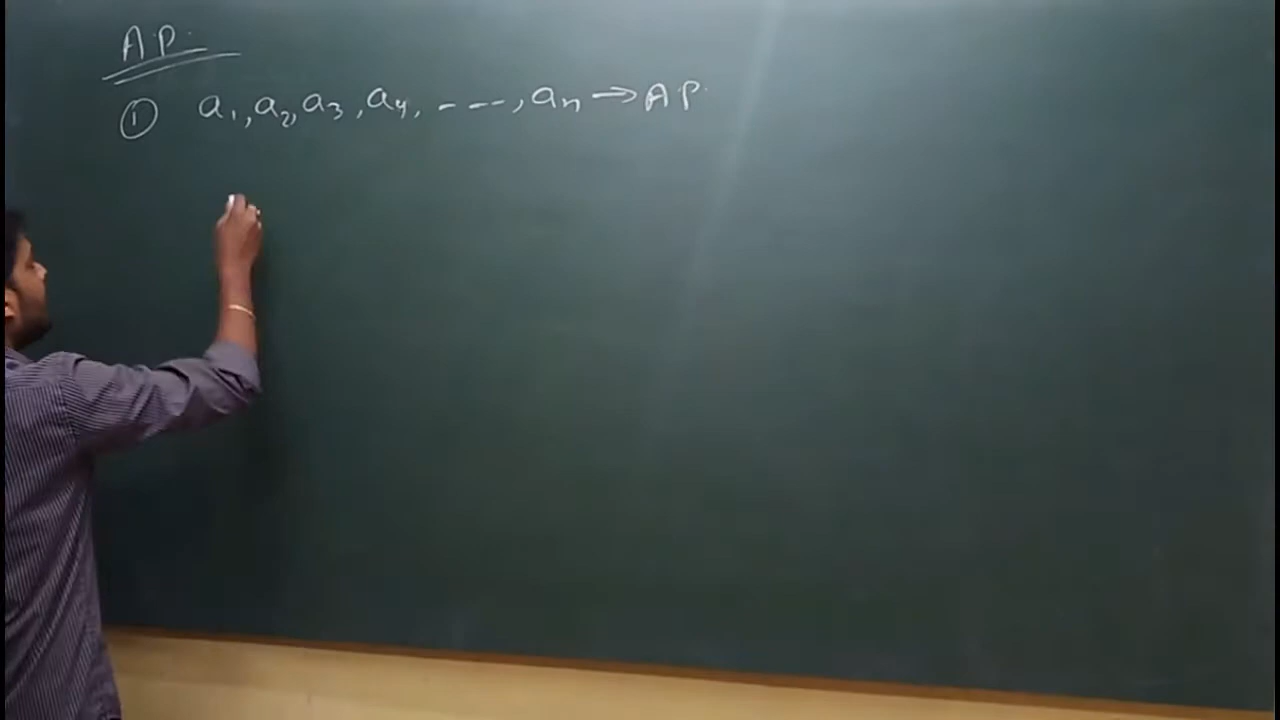 A.P.
① a₁, a₂, a₃, a₄, ----, aₙ → A P.